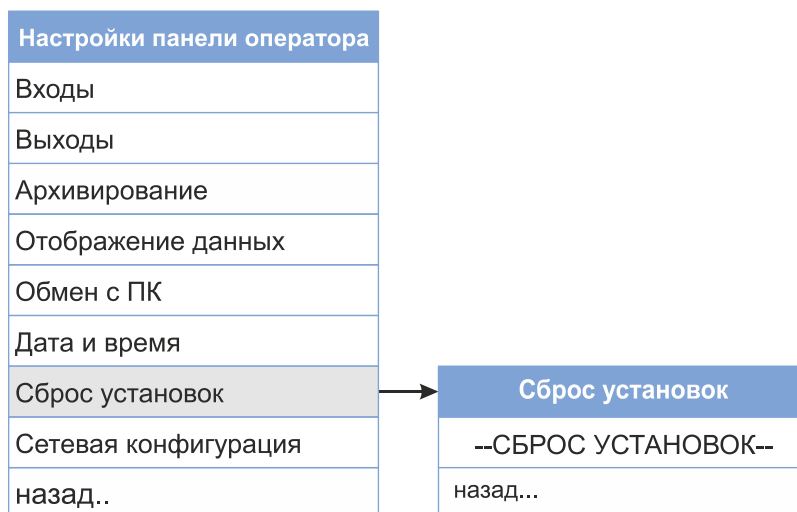 Настройки панели оператора
Входы
Выходы
Архивирование
Отображение данных
Обмен с ПК
Дата и время
Сброс установок
Сетевая конфигурация
назад..
Сброс установок
--СБРОС УСТАНОВОК--
назад...